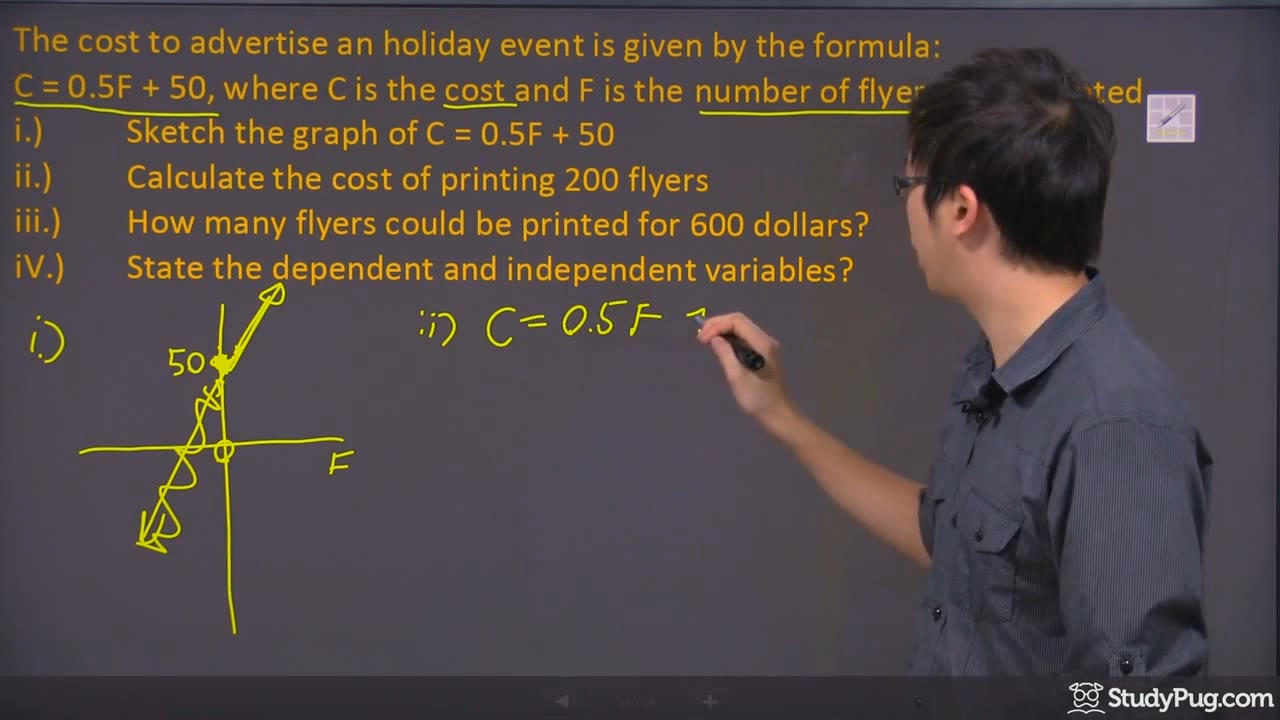 The cost to advertise an holiday event is given by the formula:
C = 0.5F + 50, where C is the cost and F is the number of
i.) Sketch the graph of C = 0.5F + 50
ii.) Calculate the cost of printing 200 flyers
iii.) How many flyers could be printed for 600 dollars?
iV.) State the dependent and independent variables?
i.)
50
F
ii) C = 0.5F
StudyPug.com